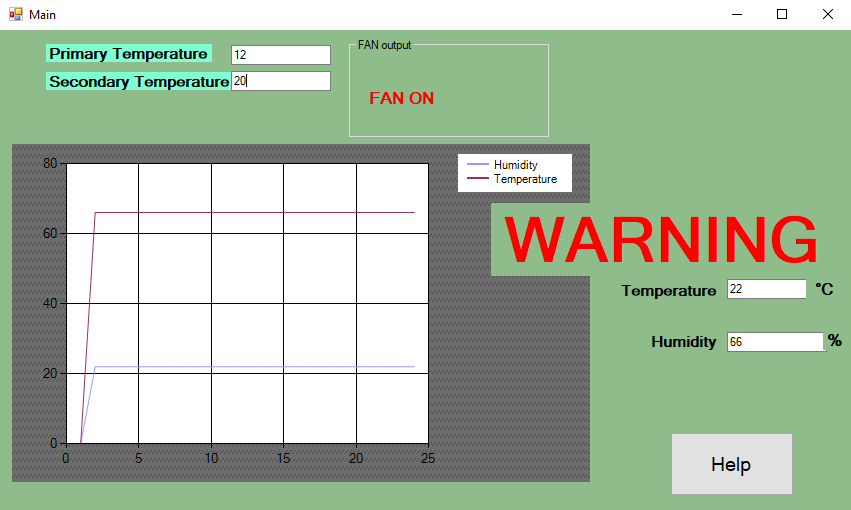 Main
Primary Temperature 12
Secondary Temperature 20
FAN output
FAN ON
Humidity
Temperature
80
60
40
20
0
0 5 10 15 20 25
WARNING
Temperature 22 °C
Humidity 66 %
Help